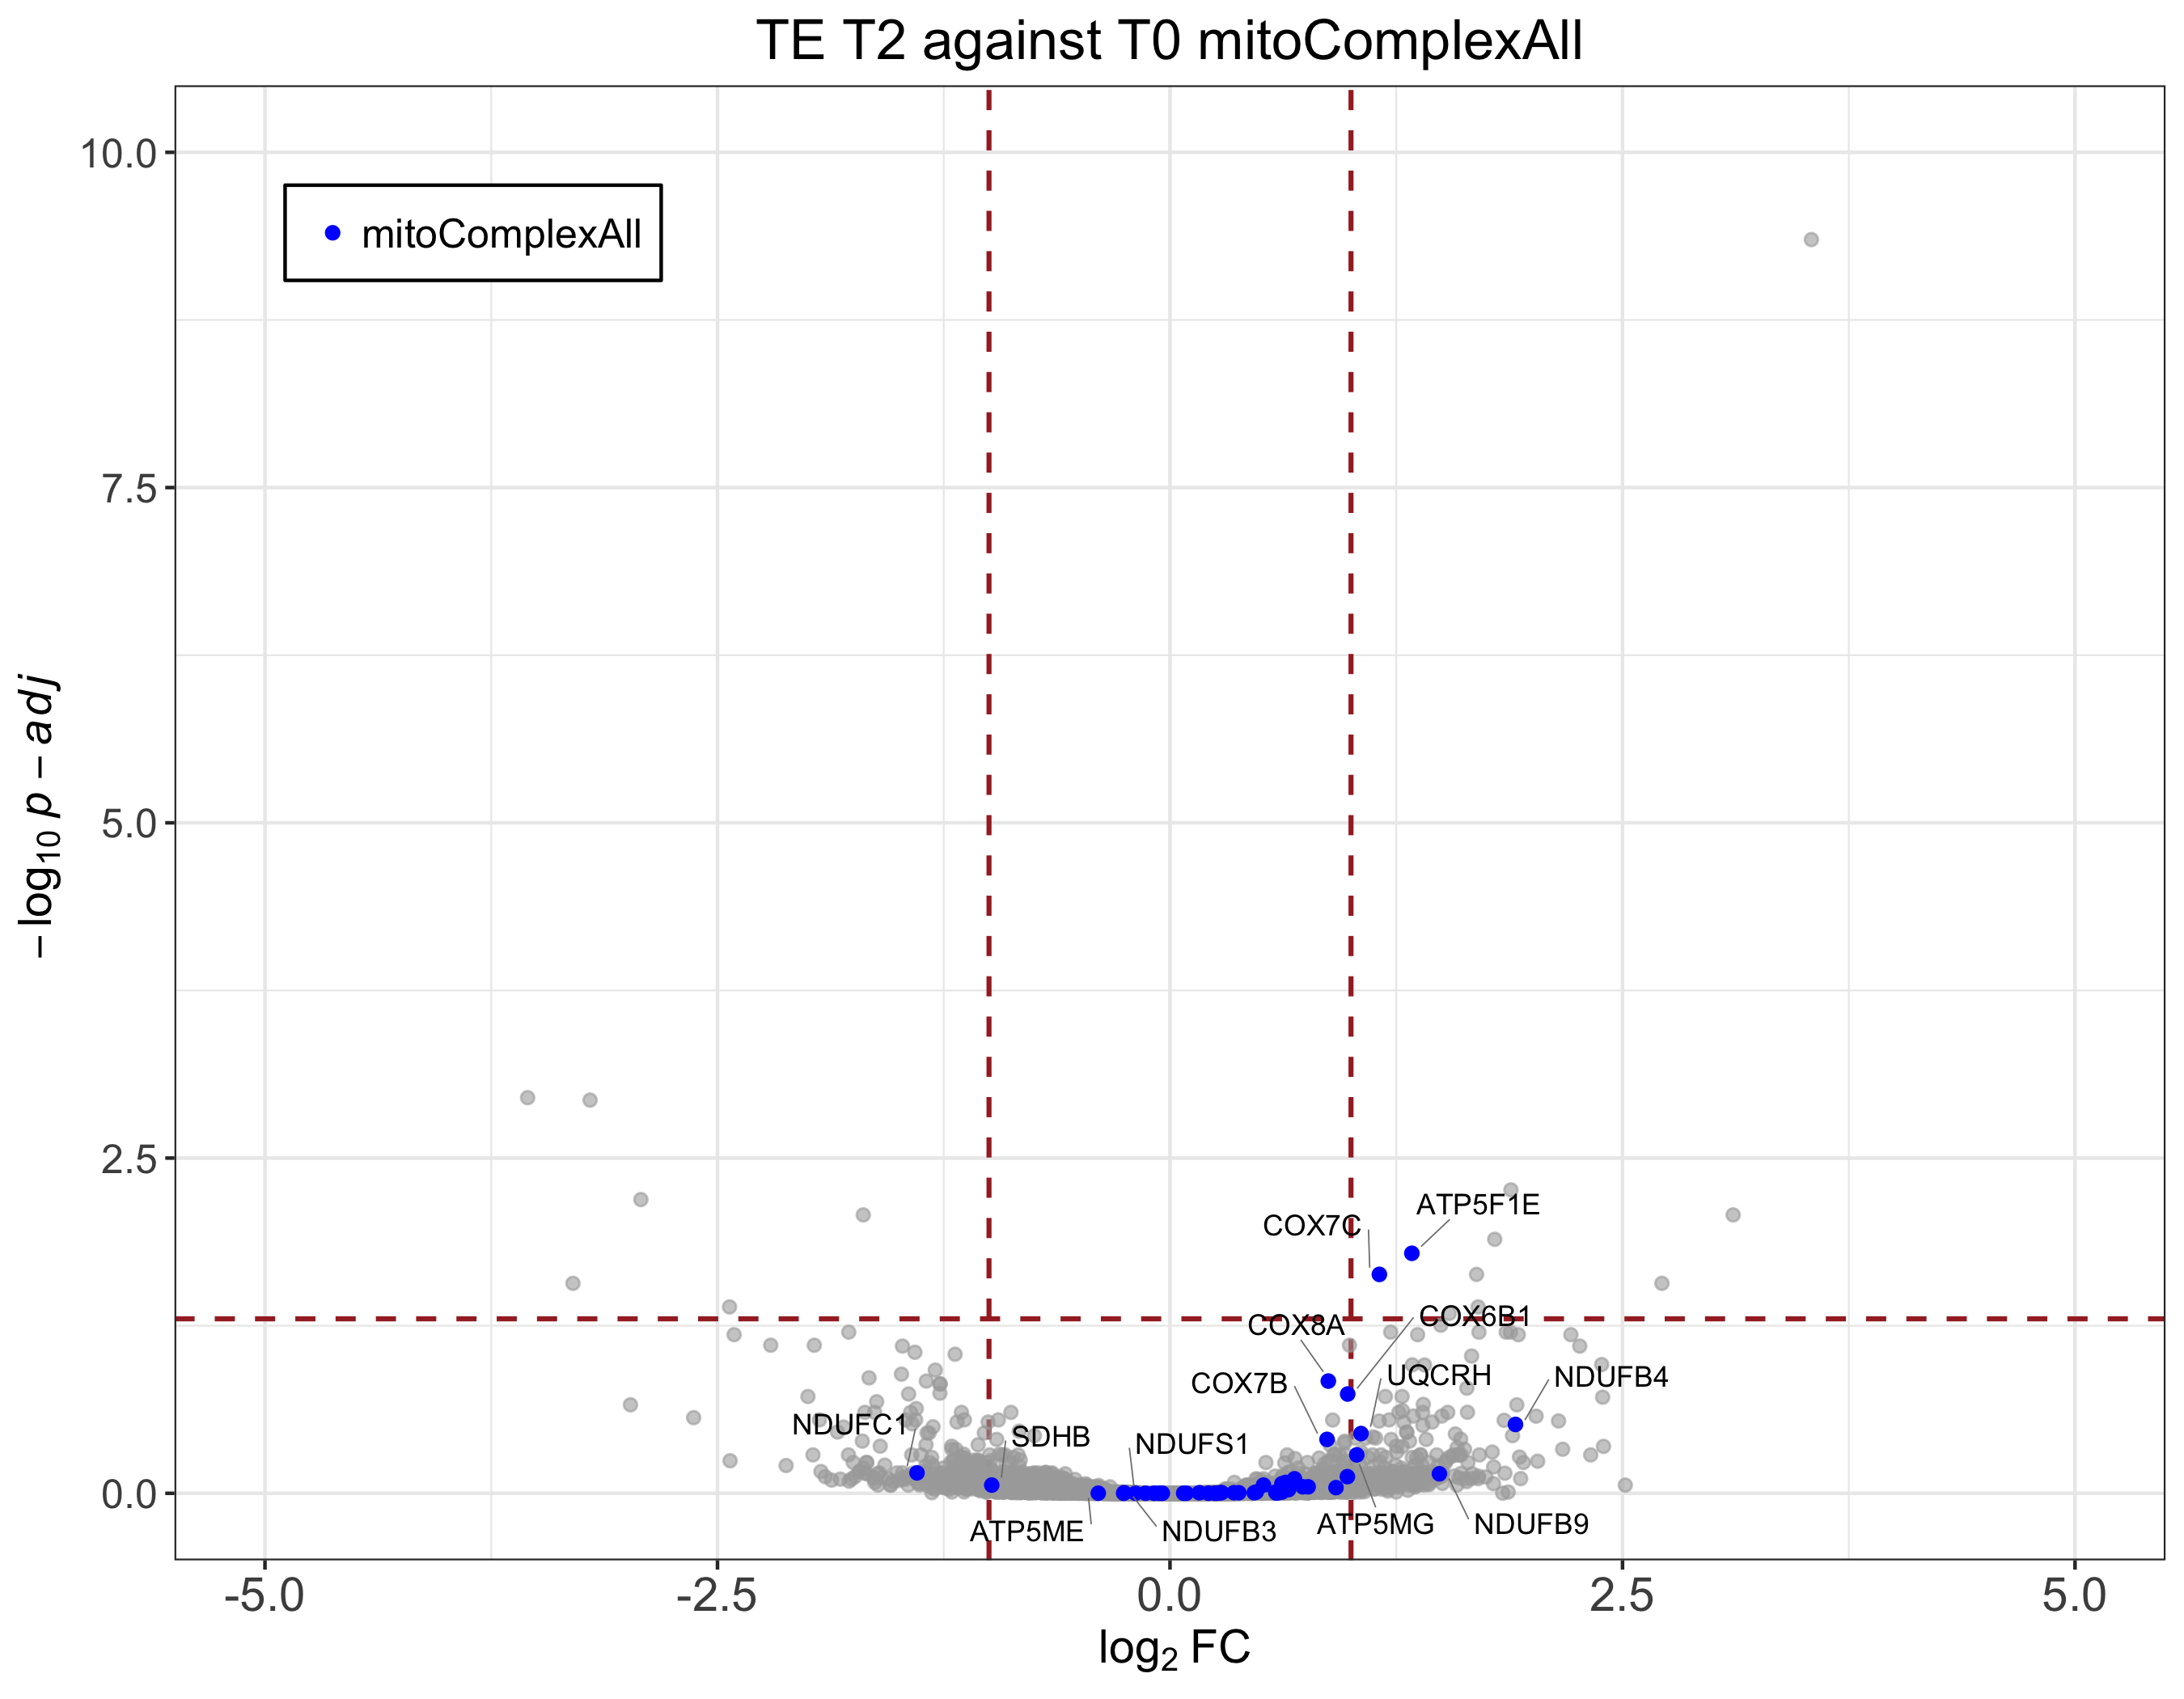 TE T2 against T0 mitoComplexAll
10.0
mitoComplexAll
7.5
5.0
2.5
0.0
−log10 p − adj
ATP5F1E
COX7C
COX6B1
COX8A
UQCRH
NDUFB4
COX7B
NDUFC1
SDHB
NDUFS1
ATP5ME
NDUFB3
ATP5MG
NDUFB9
-5.0
-2.5
0.0
2.5
5.0
log2 FC